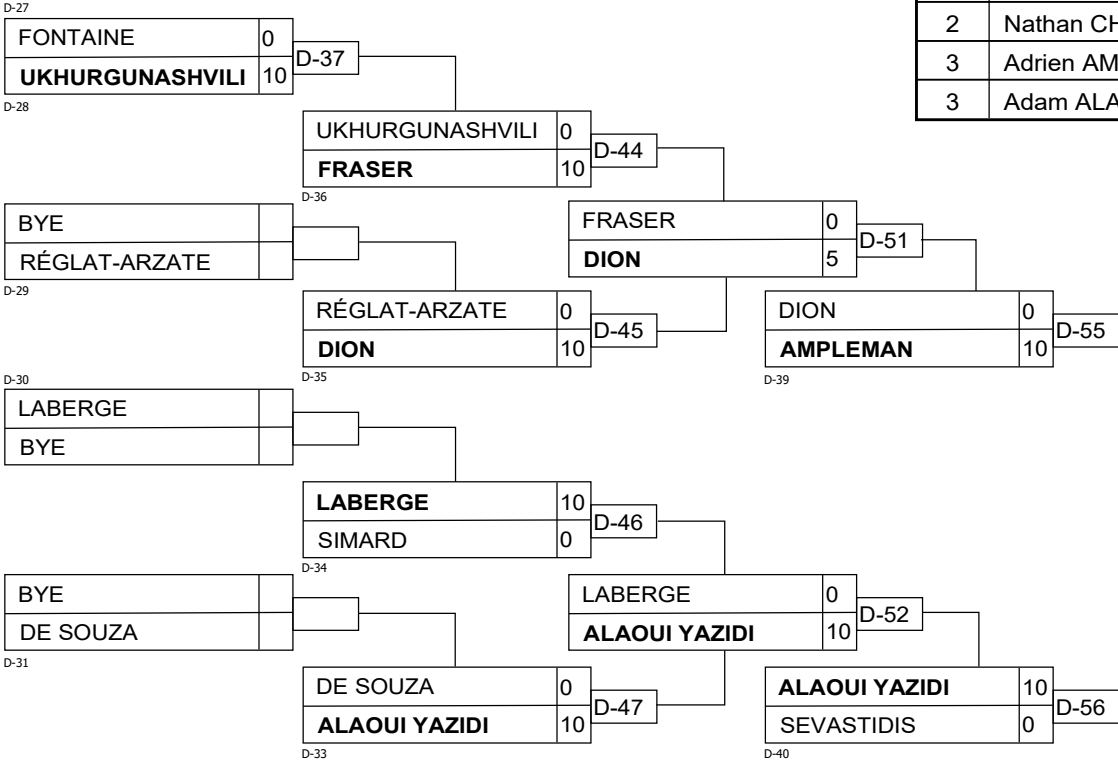 D-27
FONTAINE 0
UKHURGUNASHVILI 10
D-37
D-28
UKHURGUNASHVILI 0
FRASER 10
D-44
D-36
BYE
RÉGLAT-ARZATE
D-29
FRASER 0
DION 5
D-51
RÉGLAT-ARZATE 0
DION 10
D-45
D-35
DION 0
AMPLEMAN 10
D-55
D-39
D-30
LABERGE
BYE
LABERGE 10
SIMARD 0
D-46
D-34
BYE
DE SOUZA
D-31
LABERGE 0
ALAOUI YAZIDI 10
D-52
DE SOUZA 0
ALAOUI YAZIDI 10
D-47
D-33
ALAOUI YAZIDI 10
SEVASTIDIS 0
D-56
D-40
2 Nathan
3 Adrien
3 Adam